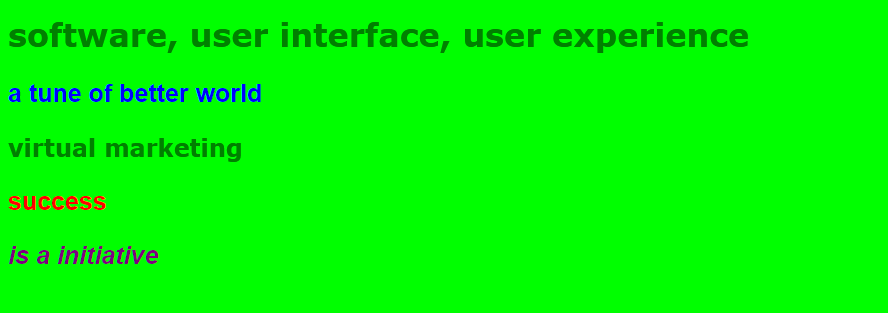 software, user interface, user experience
a tune of better world
virtual marketing
success
is a initiative